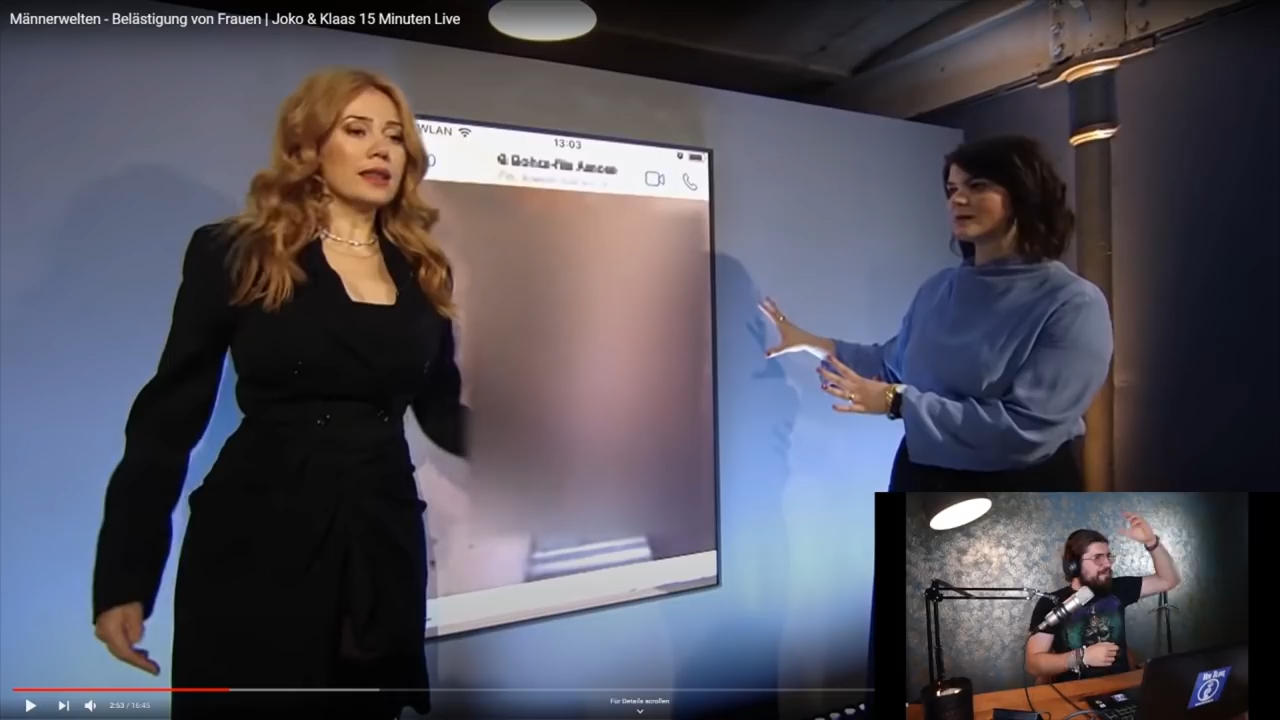 Männerwelten - Belästigung von Frauen | Joko & Klaas 15 Minuten Live
WLAN
13:03
2:53 / 16:45
Für Details scrollen